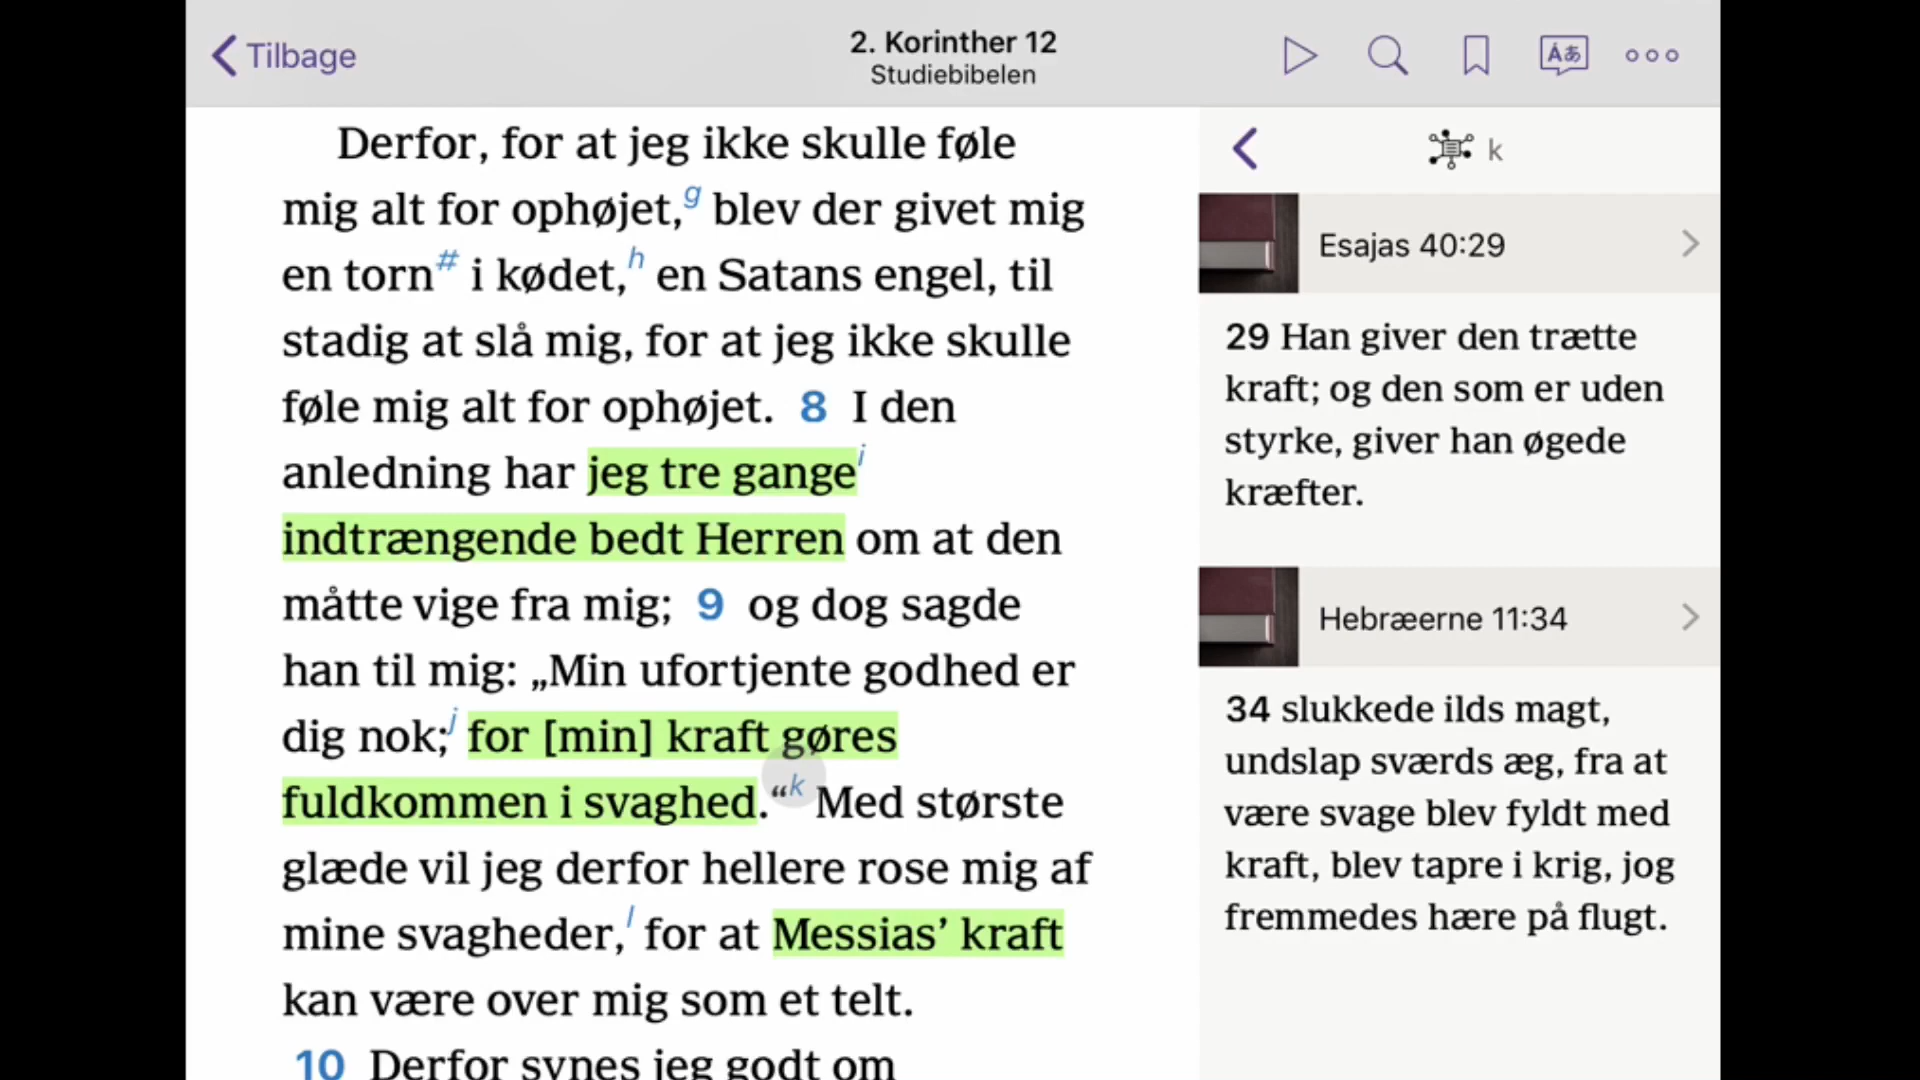 Tilbage
2. Korinther 12
Studiebibelen
Aあ
Derfor, for at jeg ikke skulle føle
mig alt for ophøjet,g blev der givet mig
en torn# i kødet,h en Satans engel, til
stadig at slå mig, for at jeg ikke skulle
føle mig alt for ophøjet. 8 I den
anledning har jeg tre gangei
indtrængende bedt Herren om at den
måtte vige fra mig; 9 og dog sagde
han til mig: „Min ufortjente godhed er
dig nok;j for [min] kraft gøres
fuldkommen i svaghed.“k Med største
glæde vil jeg derfor hellere rose mig af
mine svagheder,l for at Messias’ kraft
kan være over mig som et telt.
10 Derfor synes jeg godt om
k
Esajas 40:29
29 Han giver den trætte
kraft; og den som er uden
styrke, giver han øgede
kræfter.
Hebræerne 11:34
34 slukkede ilds magt,
undslap sværds æg, fra at
være svage blev fyldt med
kraft, blev tapre i krig, jog
fremmedes hære på flugt.